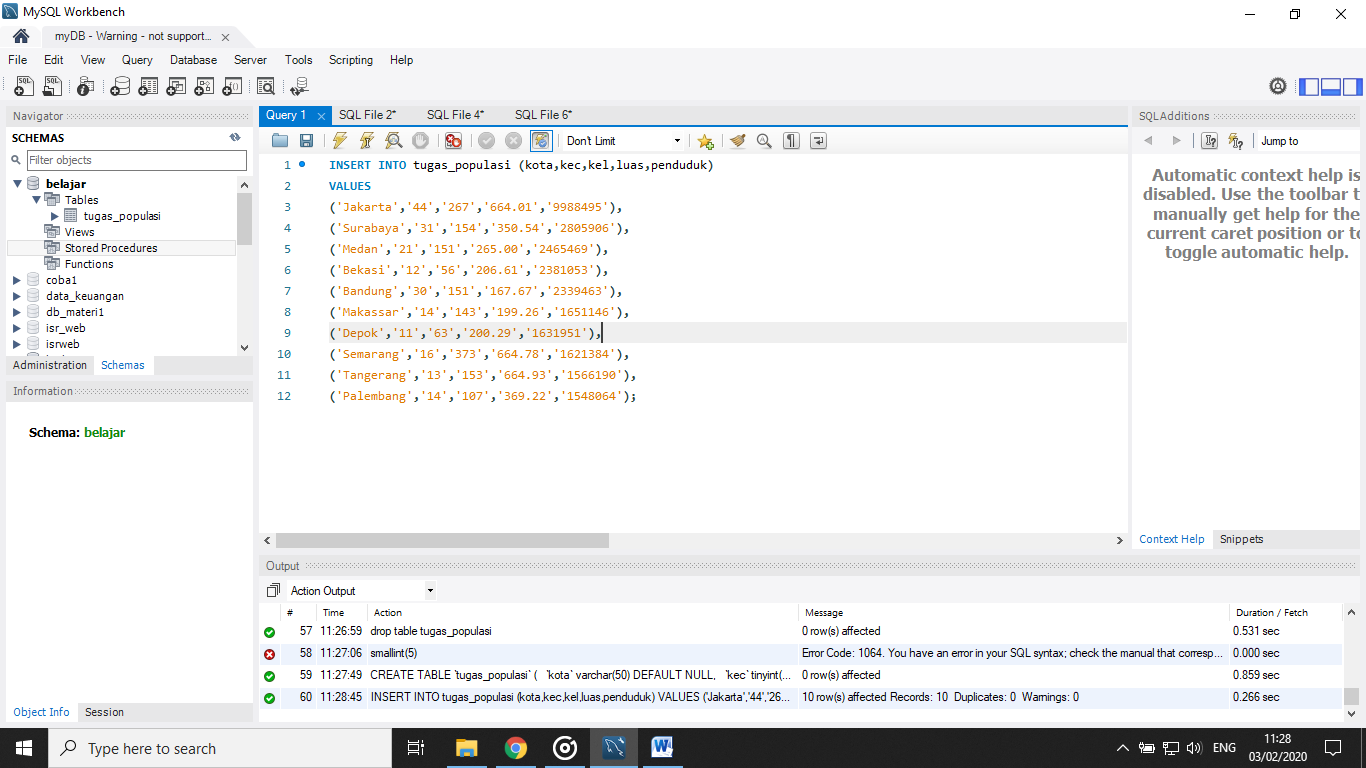 MySQL Workbench
myDB - Warning - not support...
File Edit View Query Database Server Tools Scripting Help
Navigator
SCHEMAS
Filter objects
belajar
Tables
tugas_populasi
Views
Stored Procedures
Functions
coba1
data_keuangan
db_materi1
isr_web
isrweb
Administration Schemas
Information
Schema: belajar
Object Info Session
Query 1 SQL File 2* SQL File 4* SQL File 6*
Don't Limit
1 INSERT INTO tugas_populasi (kota,kec,kel,luas,penduduk)
2 VALUES
3 ('Jakarta','44','267','664.01','9988495'),
4 ('Surabaya','31','154','350.54','2805906'),
5 ('Medan','21','151','265.00','2465469'),
6 ('Bekasi','12','56','206.61','2381053'),
7 ('Bandung','30','151','167.67','2339463'),
8 ('Makassar','14','143','199.26','1651146'),
9 ('Depok','11','63','200.29','1631951'),
10 ('Semarang','16','373','664.78','1621384'),
11 ('Tangerang','13','153','664.93','1566190'),
12 ('Palembang','14','107','369.22','1548064');
SQLAdditions
Jump to
Automatic context help is
disabled. Use the toolbar t
manually get help for the
current caret position or to
toggle automatic help.
Context Help Snippets
Output
Action Output
# Time Action Message Duration / Fetch
57 11:26:59 drop table tugas_populasi 0 row(s) affected 0.531 sec
58 11:27:06 smallint(5) Error Code: 1064. You have an error in your SQL syntax; check the manual that corresp... 0.000 sec
59 11:27:49 CREATE TABLE `tugas_populasi` ( `kota` varchar(50) DEFAULT NULL, `kec` tinyint(... 0 row(s) affected 0.859 sec
60 11:28:45 INSERT INTO tugas_populasi (kota,kec,kel,luas,penduduk) VALUES ('Jakarta','44','26... 10 row(s) affected Records: 10 Duplicates: 0 Warnings: 0 0.266 sec
Type here to search
ENG
11:28
03/02/2020